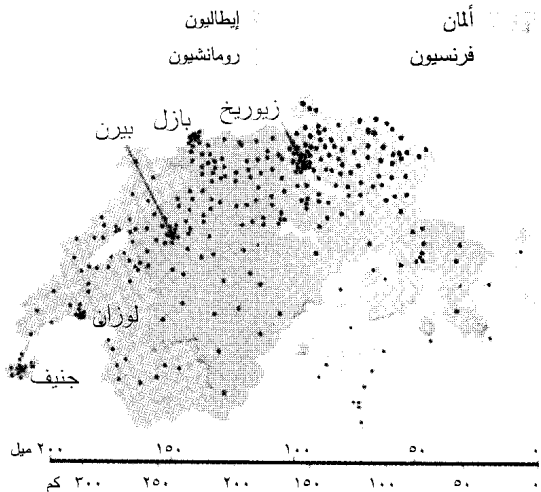 ألمان إيطاليون
فرنسيون رومانشيون
زيوريخ
بازل
بيرن
لوزان
جنيف
٠ ٥٠ ١٠٠ ١٥٠ ٢٠٠ ميل
٠ ٥٠ ١٠٠ ١٥٠ ٢٠٠ ٢٥٠ ٣٠٠ كم